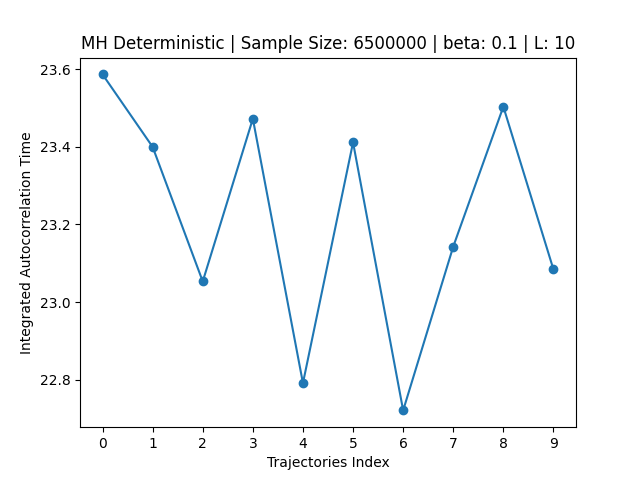 MH Deterministic | Sample Size: 6500000 | beta: 0.1 | L: 10
23.6
23.4
23.2
23.0
22.8
Integrated Autocorrelation Time
0 1 2 3 4 5 6 7 8 9
Trajectories Index